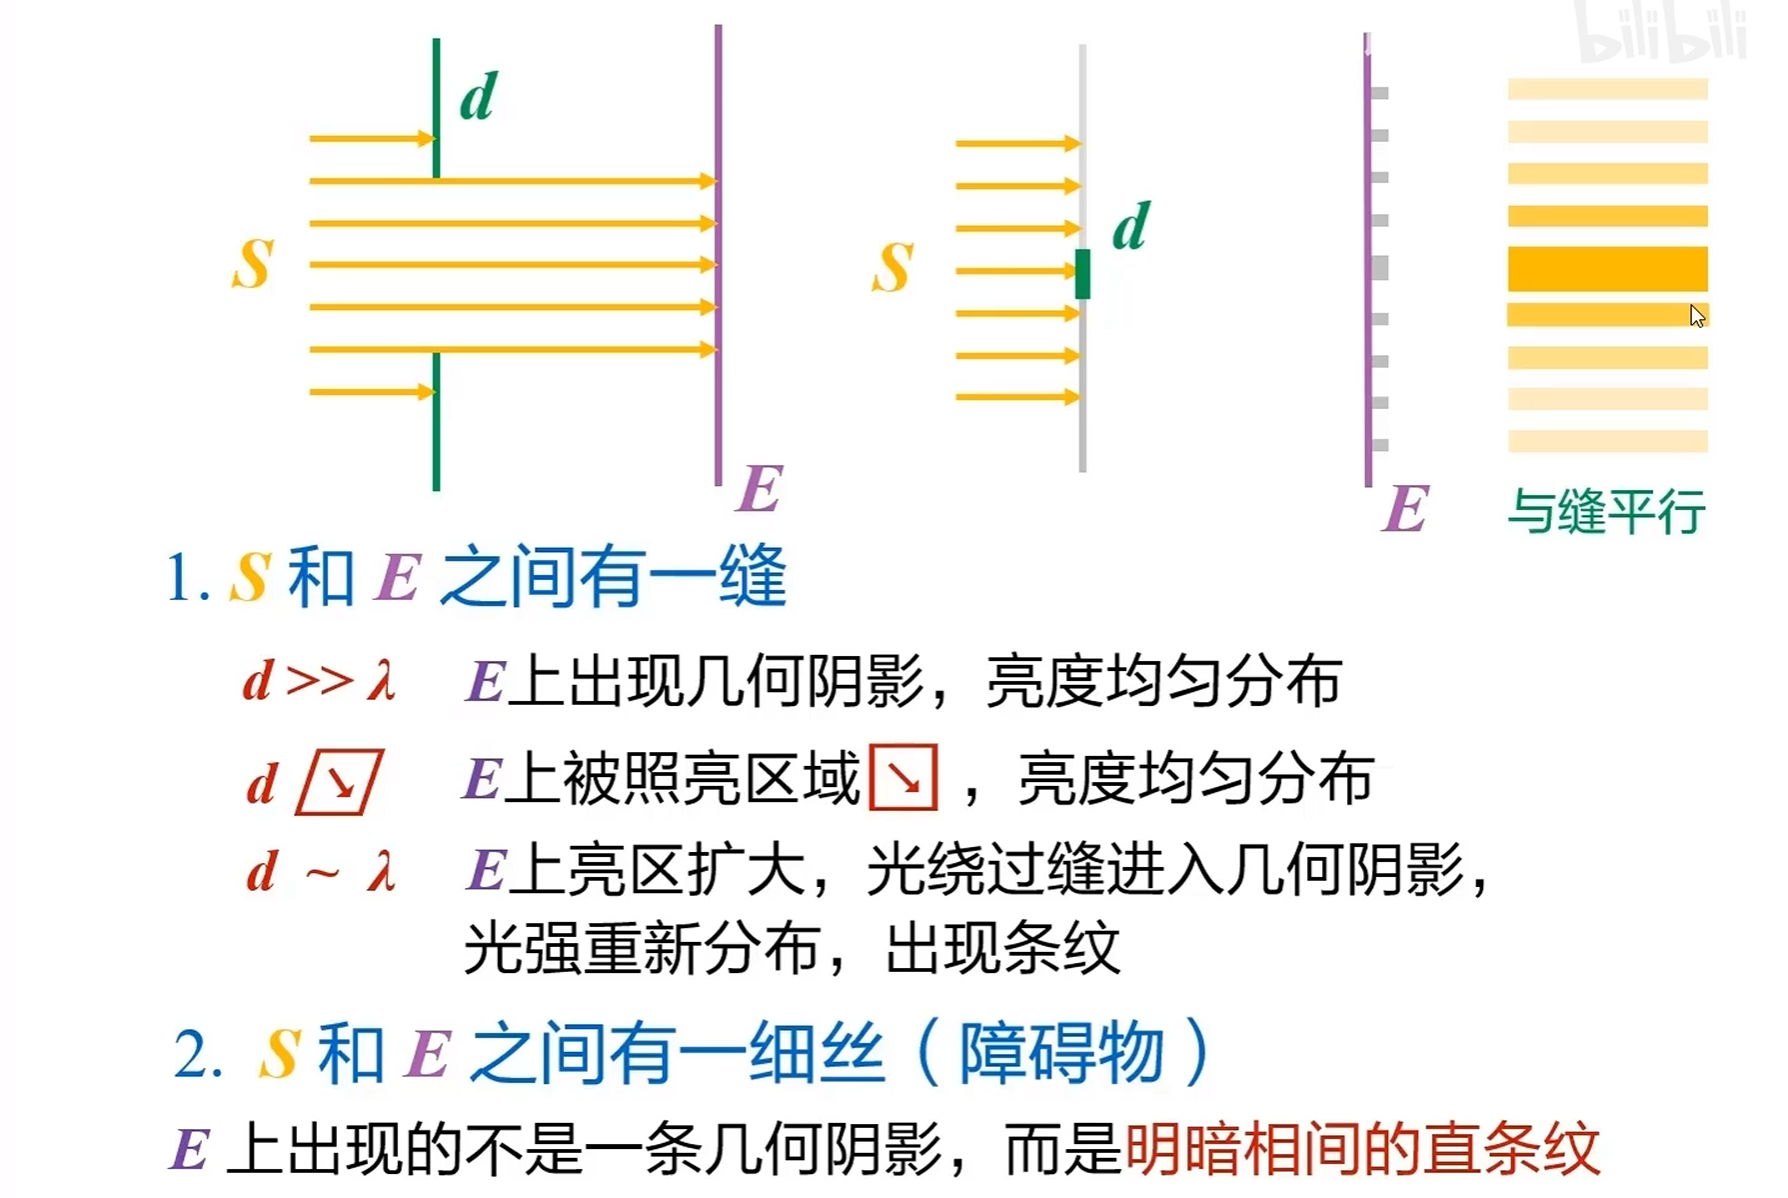 bilibili
d
d
S
S
E
E
与缝平行
1. S 和 E 之间有一缝
d >> λ E上出现几何阴影，亮度均匀分布
d ↘ E上被照亮区域 ↘ ，亮度均匀分布
d ~ λ E上亮区扩大，光绕过缝进入几何阴影，
光强重新分布，出现条纹
2. S 和 E 之间有一细丝（障碍物）
E 上出现的不是一条几何阴影，而是明暗相间的直条纹